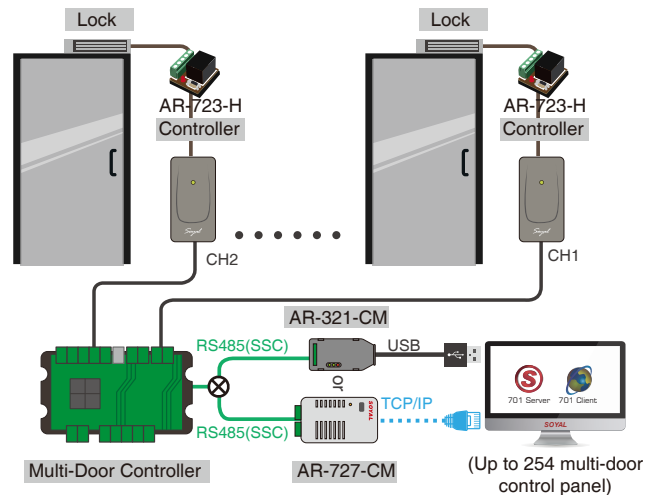 Lock
Lock
AR-723-H
AR-723-H
Controller
Controller
Soyal
Soyal
CH2
CH1
AR-321-CM
RS485(SSC)
USB
or
S
701 Server
701 Client
TCP/IP
SOYAL
SOYAL
RS485(SSC)
Multi-Door Controller
AR-727-CM
(Up to 254 multi-door
control panel)